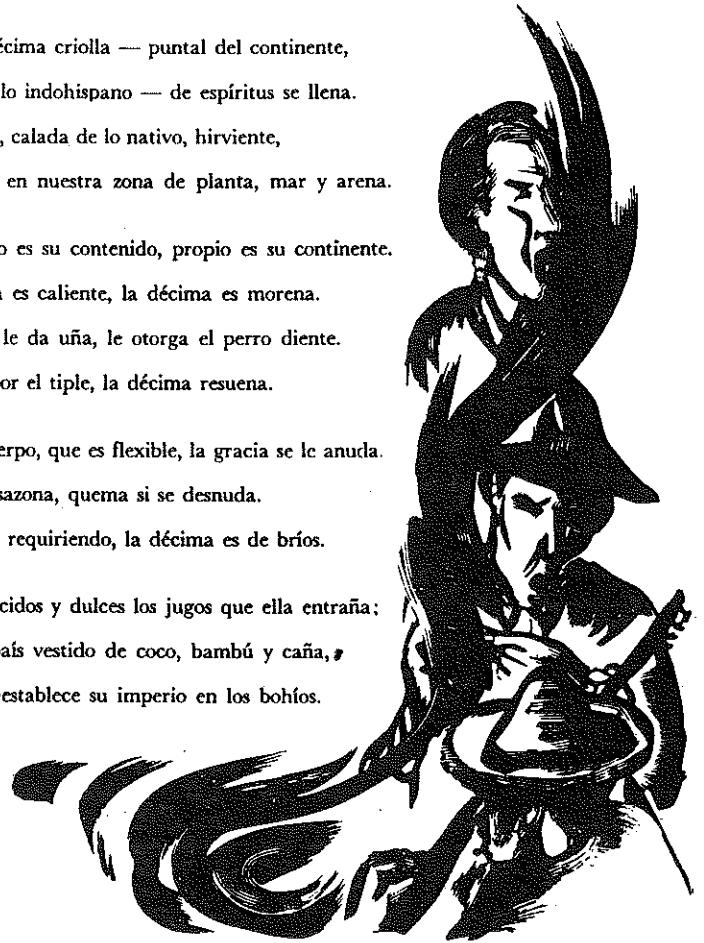 écima criolla — puntal del continente,
lo indohispano — de espíritus se llena.
, calada de lo nativo, hirviente,
en nuestra zona de planta, mar y arena.
o es su contenido, propio es su continente.
es caliente, la décima es morena.
le da uña, le otorga el perro diente.
or el tiple, la décima resuena.
erpo, que es flexible, la gracia se le anuda.
sazona, quema si se desnuda.
requiriendo, la décima es de bríos.
cidos y dulces los jugos que ella entraña;
aís vestido de coco, bambú y caña,
establece su imperio en los bohíos.